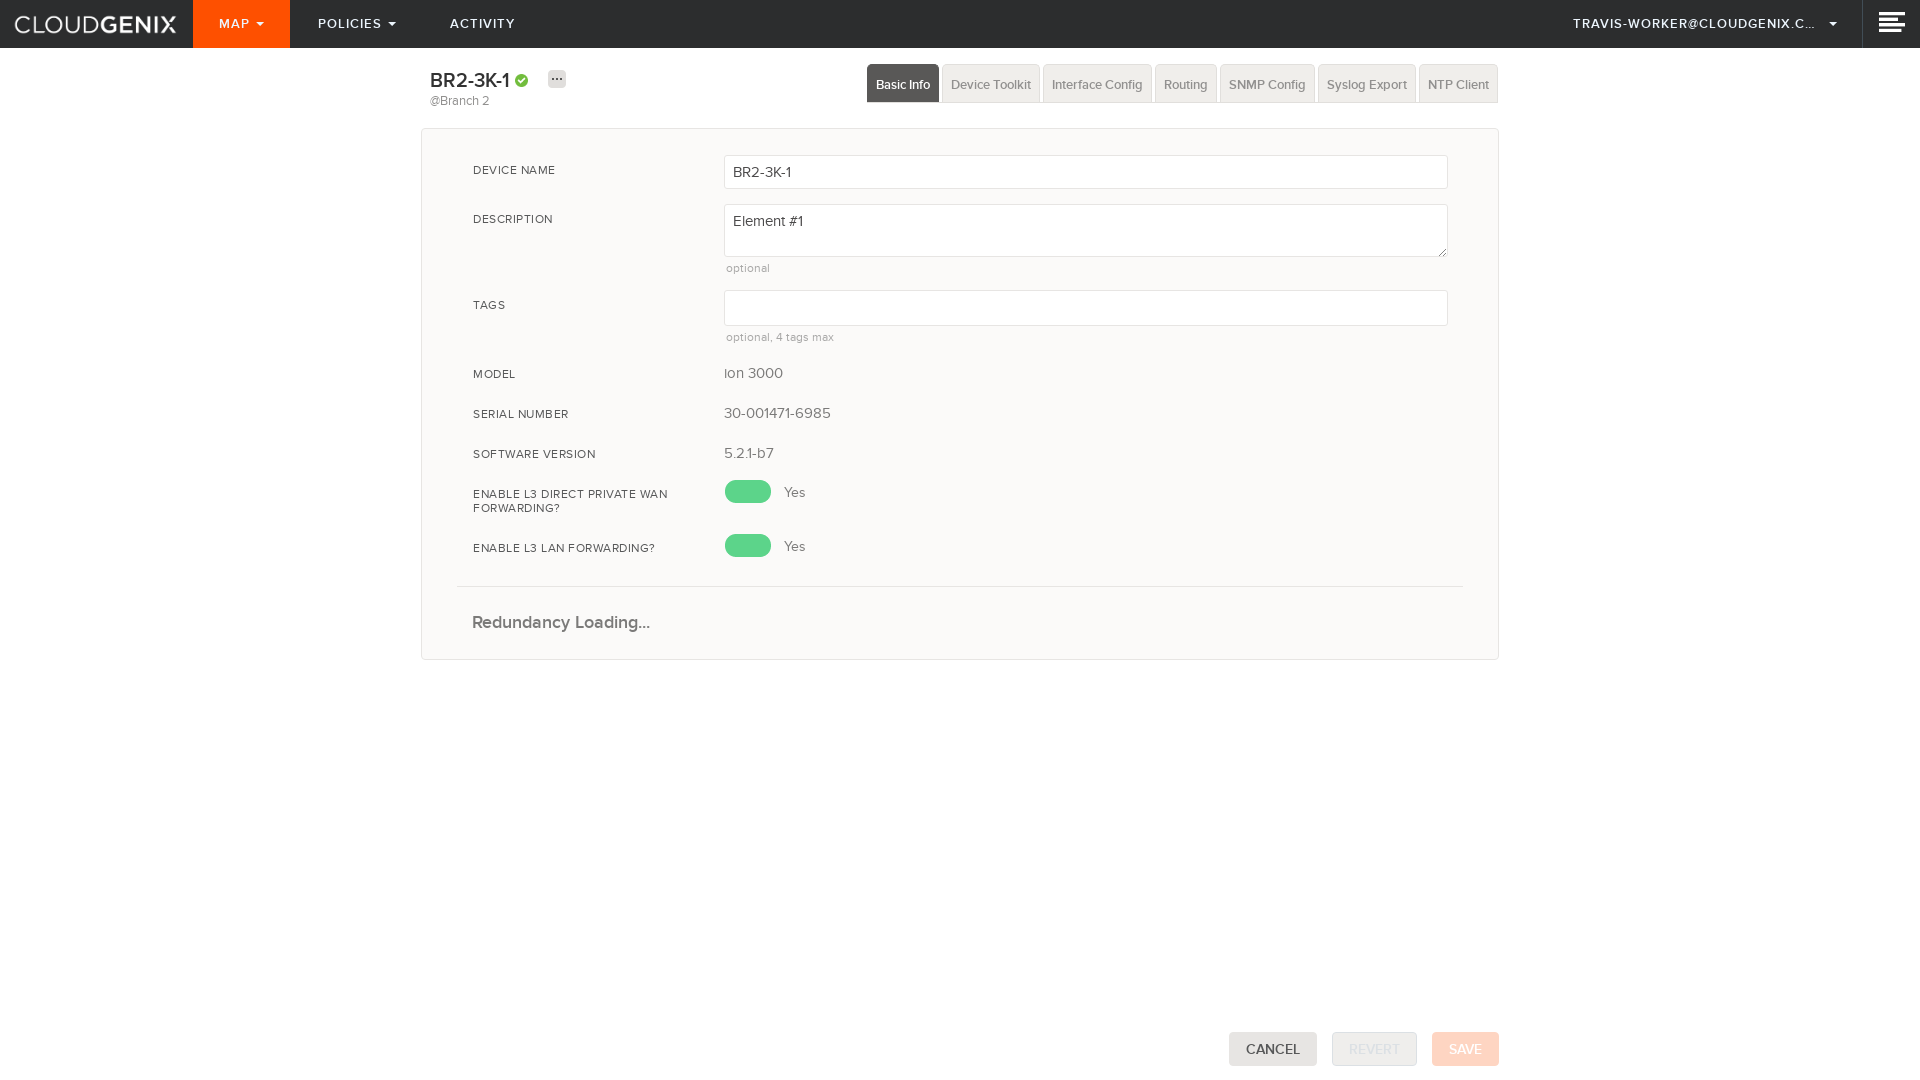 CLOUDGENIX MAP POLICIES ACTIVITY TRAVIS-WORKER@CLOUDGENIX.C...
BR2-3K-1 ...
@Branch 2
Basic Info Device Toolkit Interface Config Routing SNMP Config Syslog Export NTP Client
DEVICE NAME BR2-3K-1
DESCRIPTION Element #1
optional
TAGS
optional, 4 tags max
MODEL ion 3000
SERIAL NUMBER 30-001471-6985
SOFTWARE VERSION 5.2.1-b7
ENABLE L3 DIRECT PRIVATE WAN Yes
FORWARDING?
ENABLE L3 LAN FORWARDING? Yes
Redundancy Loading...
CANCEL REVERT SAVE